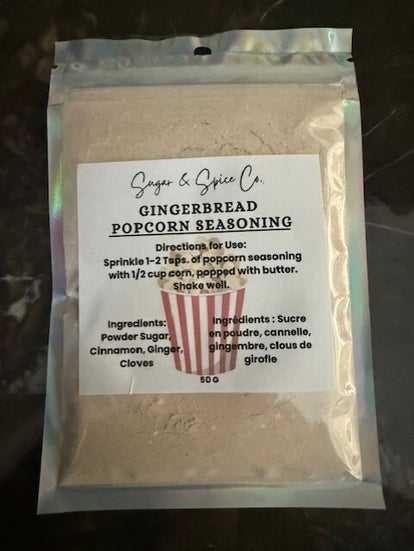 Sugar & Spice Co.
GINGERBREAD
POPCORN SEASONING
Directions for Use:
Sprinkle 1-2 Tsps. of popcorn seasoning
with 1/2 cup corn, popped with butter.
Shake well.
Ingredients:
Powder Sugar,
Cinnamon, Ginger,
Cloves
Ingrédients : Sucre
en poudre, cannelle,
gingembre, clous de
girofle
50 G